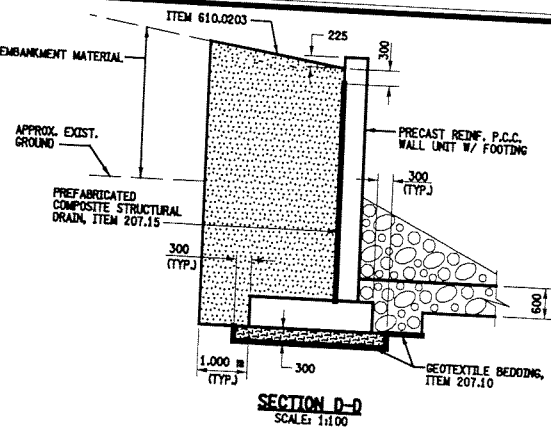 ITEM 610.0203
225
300
EMBANKMENT MATERIAL
APPROX. EXIST.
GROUND
PRECAST REINF. P.C.C.
WALL UNIT W/ FOOTING
300
(TYP.)
PREFABRICATED
COMPOSITE STRUCTURAL
DRAIN, ITEM 207.15
300
(TYP.)
600
1.000 m
(TYP.)
300
GEOTEXTILE BEDDING,
ITEM 207.10
SECTION D-D
SCALE: 1:100